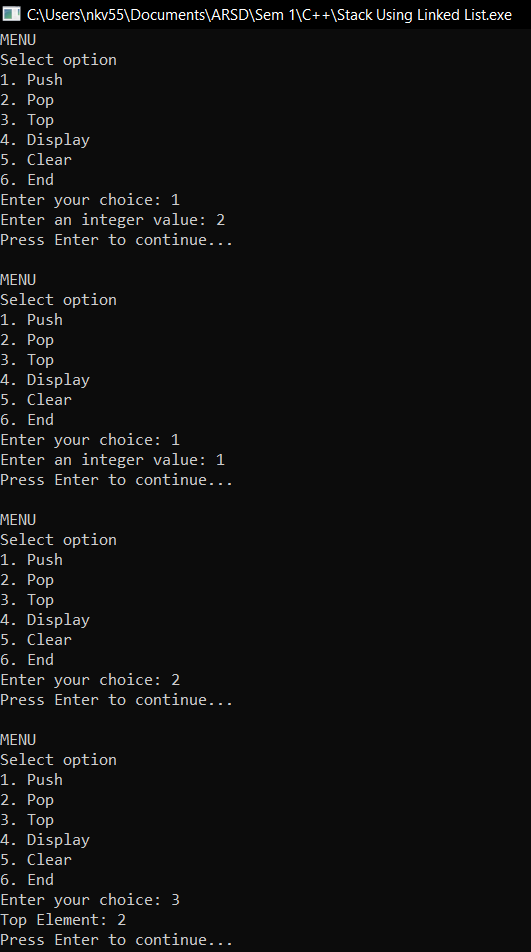 C:\Users\nkv55\Documents\ARSD\Sem 1\C++\Stack Using Linked List.exe
MENU
Select option
1. Push
2. Pop
3. Top
4. Display
5. Clear
6. End
Enter your choice: 1
Enter an integer value: 2
Press Enter to continue...
MENU
Select option
1. Push
2. Pop
3. Top
4. Display
5. Clear
6. End
Enter your choice: 1
Enter an integer value: 1
Press Enter to continue...
MENU
Select option
1. Push
2. Pop
3. Top
4. Display
5. Clear
6. End
Enter your choice: 2
Press Enter to continue...
MENU
Select option
1. Push
2. Pop
3. Top
4. Display
5. Clear
6. End
Enter your choice: 3
Top Element: 2
Press Enter to continue...